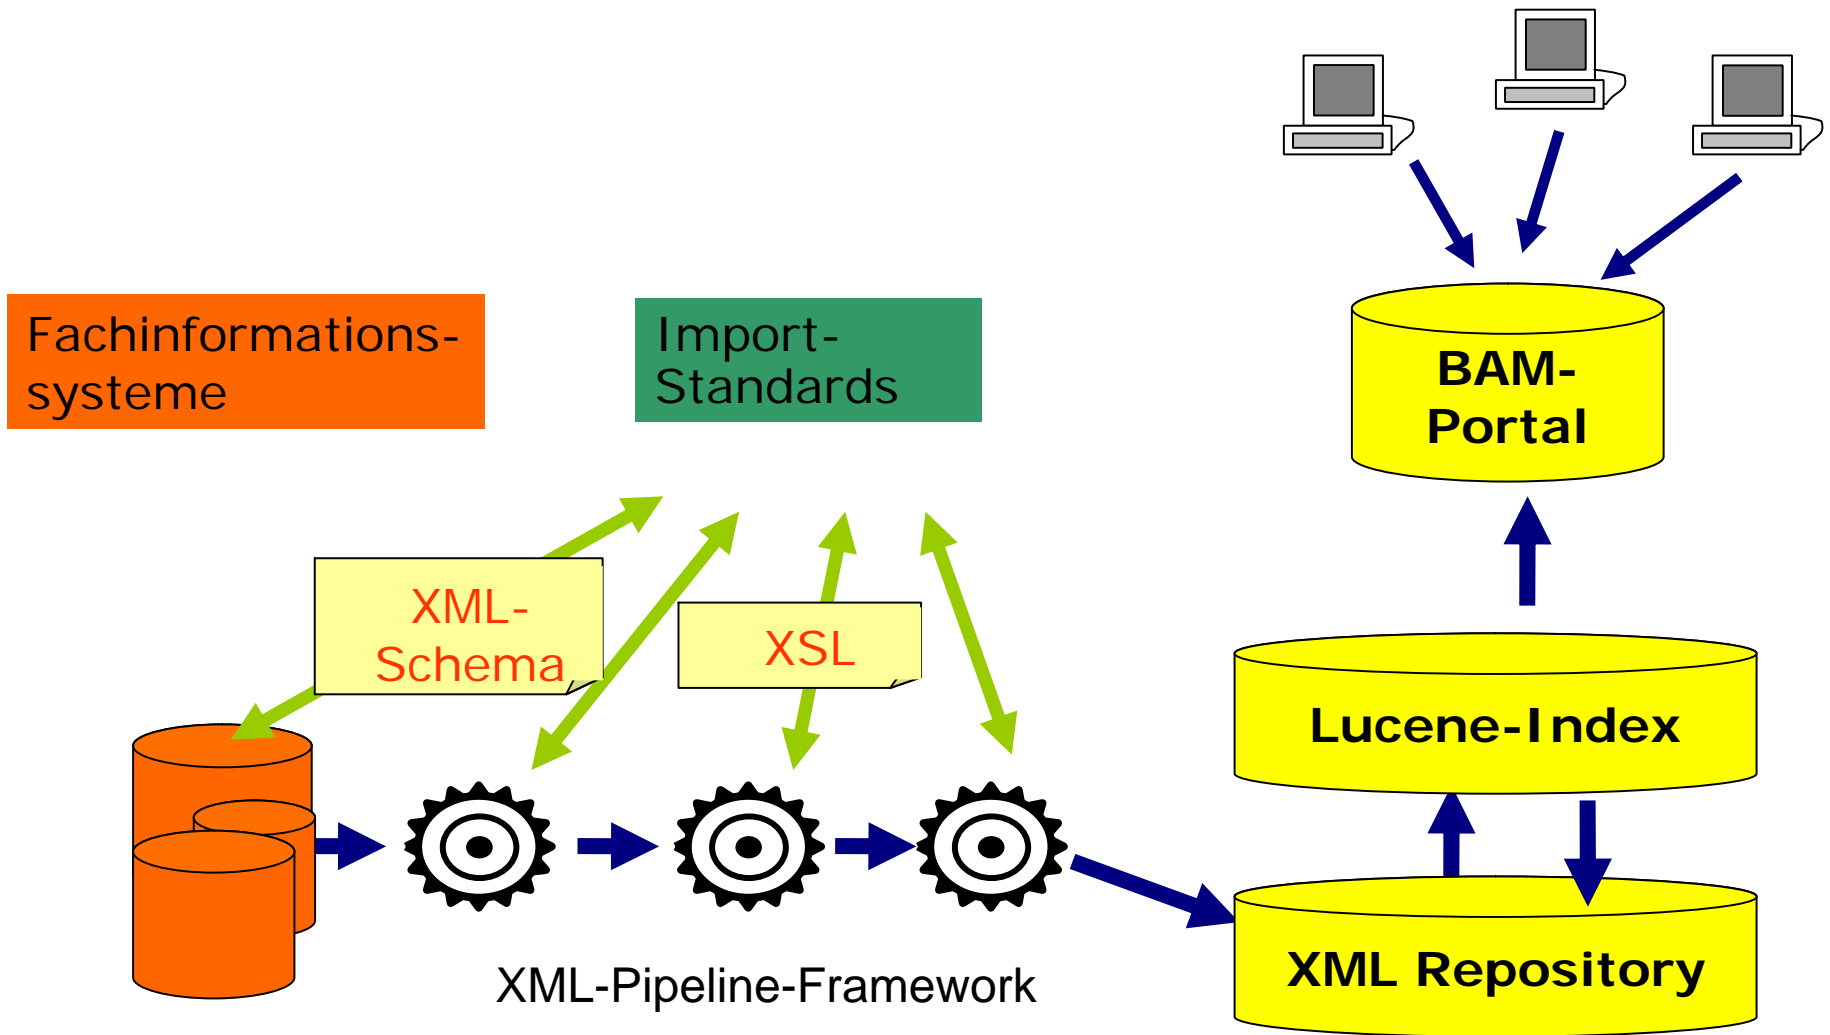 Fachinformations-
systeme
Import-
Standards
BAM-
Portal
XML-
Schema
XSL
Lucene-Index
XML Repository
XML-Pipeline-Framework